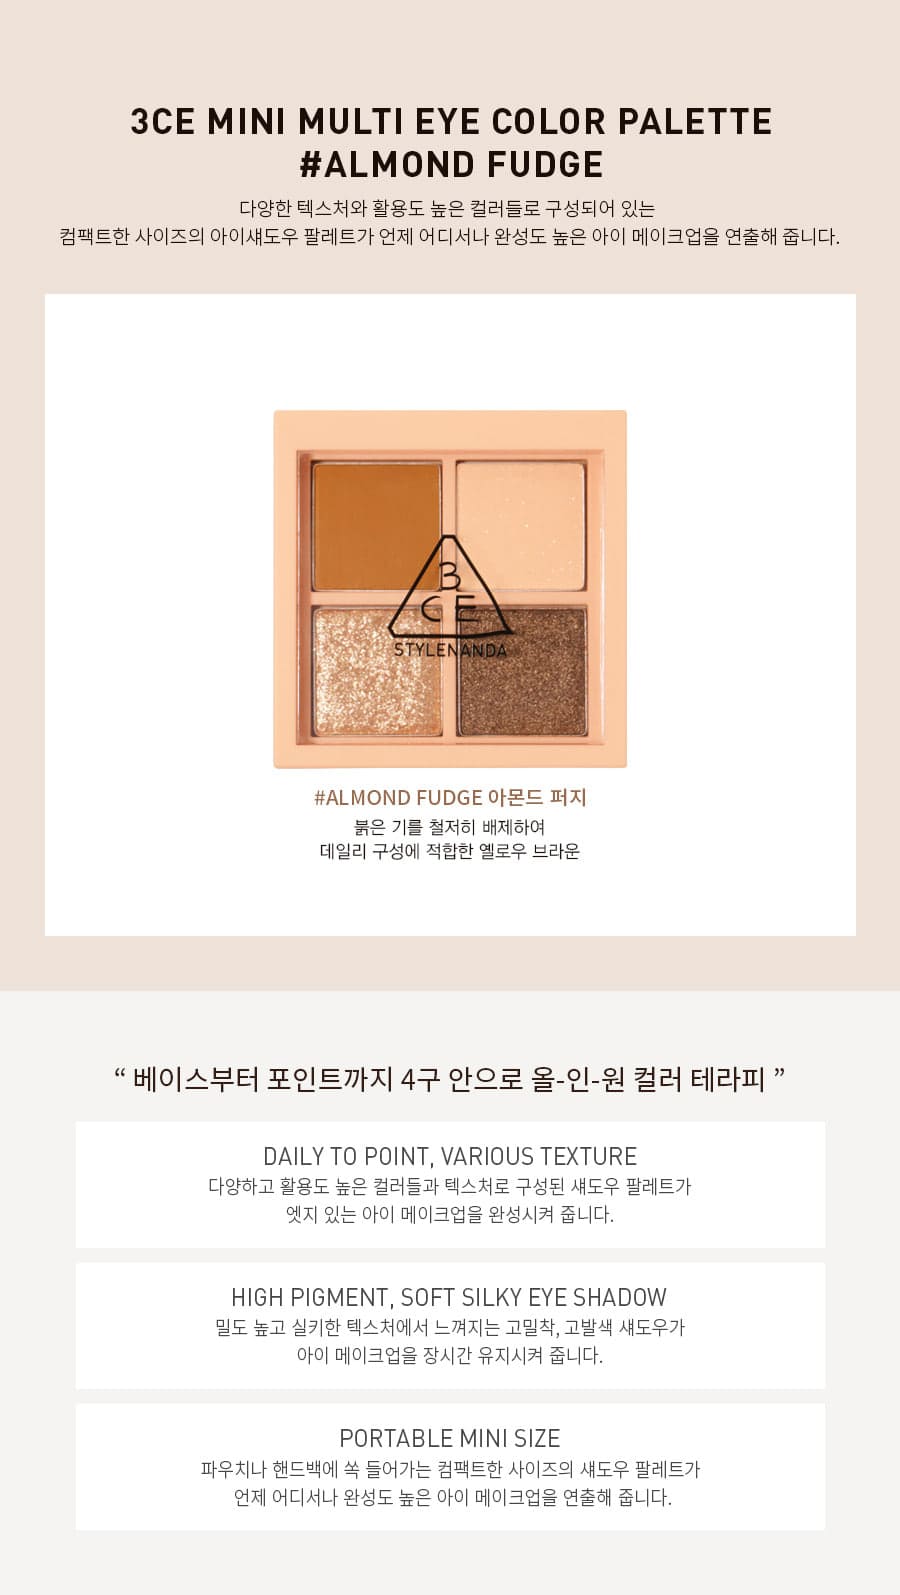 3CE MINI MULTI EYE COLOR PALETTE
#ALMOND FUDGE
다양한 텍스처와 활용도 높은 컬러들로 구성되어 있는
컴팩트한 사이즈의 아이섀도우 팔레트가 언제 어디서나 완성도 높은 아이 메이크업을 연출해 줍니다.
3
CE
STYLENANDA
#ALMOND FUDGE 아몬드 퍼지
붉은 기를 철저히 배제하여
데일리 구성에 적합한 옐로우 브라운
“ 베이스부터 포인트까지 4구 안으로 올-인-원 컬러 테라피 ”
DAILY TO POINT, VARIOUS TEXTURE
다양하고 활용도 높은 컬러들과 텍스처로 구성된 섀도우 팔레트가
엣지 있는 아이 메이크업을 완성시켜 줍니다.
HIGH PIGMENT, SOFT SILKY EYE SHADOW
밀도 높고 실키한 텍스처에서 느껴지는 고밀착, 고발색 섀도우가
아이 메이크업을 장시간 유지시켜 줍니다.
PORTABLE MINI SIZE
파우치나 핸드백에 쏙 들어가는 컴팩트한 사이즈의 섀도우 팔레트가
언제 어디서나 완성도 높은 아이 메이크업을 연출해 줍니다.